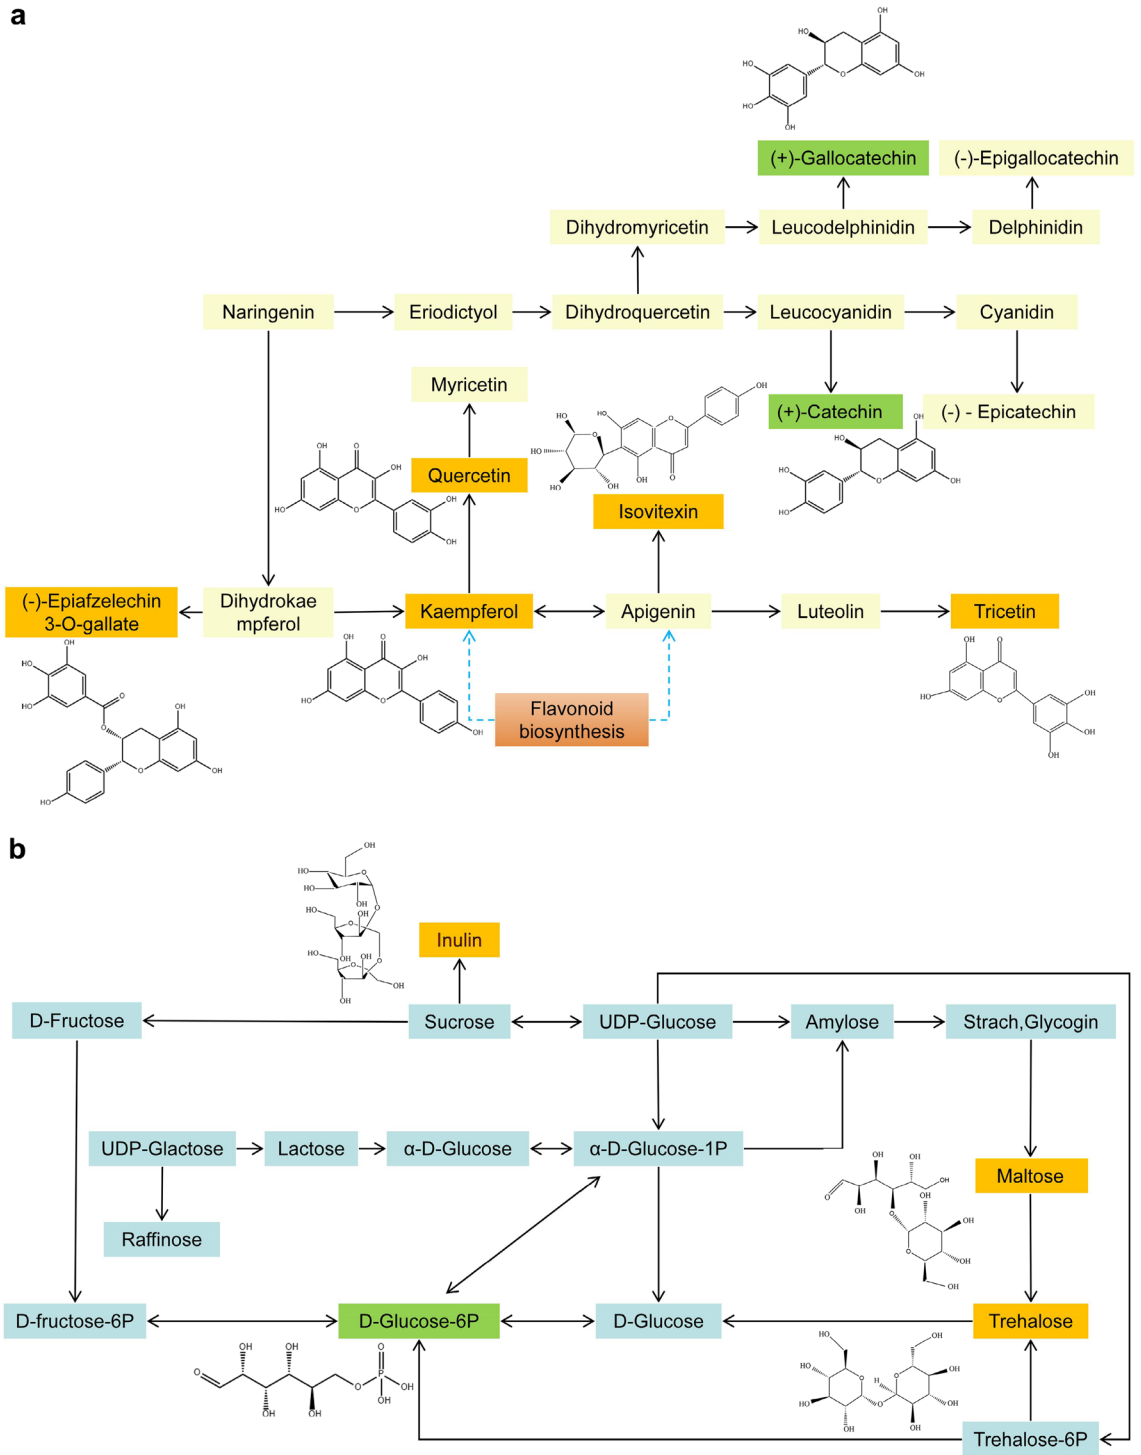 a
(+)-Gallocatechin
(-)-Epigallocatechin
Dihydromyricetin
Leucodelphinidin
Delphinidin
Naringenin
Eriodictyol
Dihydroquercetin
Leucocyanidin
Cyanidin
Myricetin
(+)-Catechin
(-) - Epicatechin
Quercetin
Isovitexin
(-)-Epiafzelechin
3-O-gallate
Dihydrokae
mpferol
Kaempferol
Apigenin
Luteolin
Tricetin
Flavonoid
biosynthesis
b
Inulin
D-Fructose
Sucrose
UDP-Glucose
Amylose
Strach,Glycogin
UDP-Glactose
Lactose
α-D-Glucose
α-D-Glucose-1P
Maltose
Raffinose
D-fructose-6P
D-Glucose-6P
D-Glucose
Trehalose
Trehalose-6P